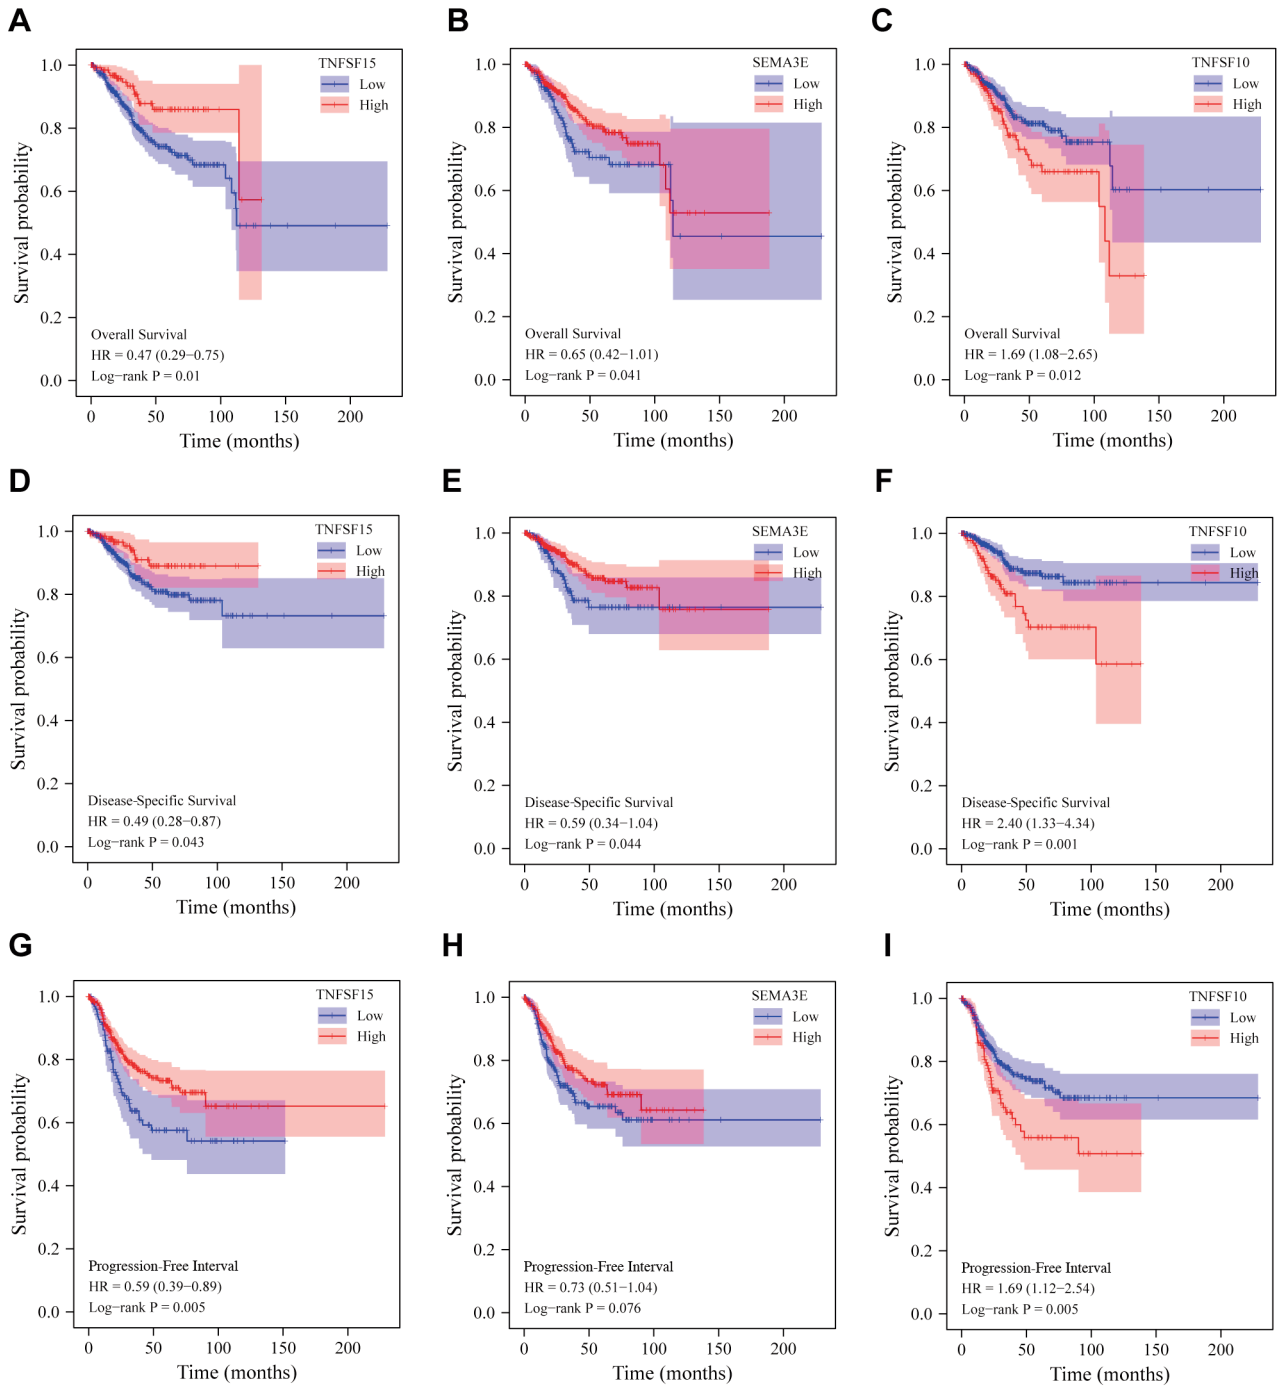 A
TNFSF15
Low
High
1.0
0.8
0.6
0.4
0.2
0.0
Survival probability
Overall Survival
HR = 0.47 (0.29−0.75)
Log−rank P = 0.01
0 50 100 150 200
Time (months)
B
SEMA3E
Low
High
1.0
0.8
0.6
0.4
0.2
0.0
Survival probability
Overall Survival
HR = 0.65 (0.42−1.01)
Log−rank P = 0.041
0 50 100 150 200
Time (months)
C
TNFSF10
Low
High
1.0
0.8
0.6
0.4
0.2
0.0
Survival probability
Overall Survival
HR = 1.69 (1.08−2.65)
Log−rank P = 0.012
0 50 100 150 200
Time (months)
D
TNFSF15
Low
High
1.0
0.8
0.6
0.4
0.2
0.0
Survival probability
Disease-Specific Survival
HR = 0.49 (0.28−0.87)
Log−rank P = 0.043
0 50 100 150 200
Time (months)
E
SEMA3E
Low
High
1.0
0.8
0.6
0.4
0.2
0.0
Survival probability
Disease-Specific Survival
HR = 0.59 (0.34−1.04)
Log−rank P = 0.044
0 50 100 150 200
Time (months)
F
TNFSF10
Low
High
1.0
0.8
0.6
0.4
0.2
0.0
Survival probability
Disease-Specific Survival
HR = 2.40 (1.33−4.34)
Log−rank P = 0.001
0 50 100 150 200
Time (months)
G
TNFSF15
Low
High
1.0
0.8
0.6
0.4
0.2
0.0
Survival probability
Progression-Free Interval
HR = 0.59 (0.39−0.89)
Log−rank P = 0.005
0 50 100 150 200
Time (months)
H
SEMA3E
Low
High
1.0
0.8
0.6
0.4
0.2
0.0
Survival probability
Progression-Free Interval
HR = 0.73 (0.51−1.04)
Log−rank P = 0.076
0 50 100 150 200
Time (months)
I
TNFSF10
Low
High
1.0
0.8
0.6
0.4
0.2
0.0
Survival probability
Progression-Free Interval
HR = 1.69 (1.12−2.54)
Log−rank P = 0.005
0 50 100 150 200
Time (months)